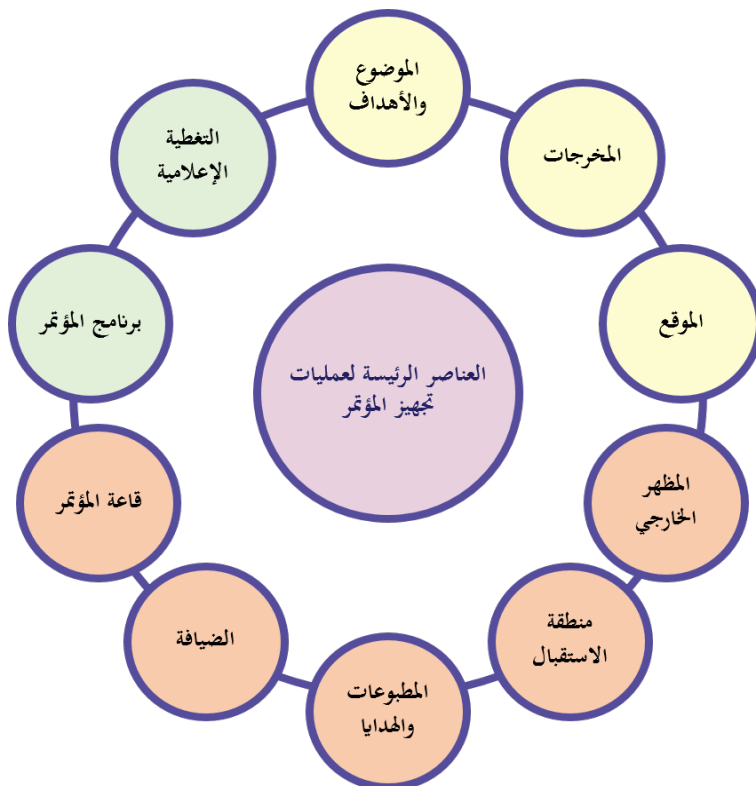 الموضوع
والأهداف
المخرجات
الموقع
المظهر
الخارجي
منطقة
الاستقبال
المطبوعات
والهدايا
الضيافة
قاعة المؤتمر
برنامج المؤتمر
التغطية
الإعلامية
العناصر الرئيسة لعمليات
تجهيز المؤتمر